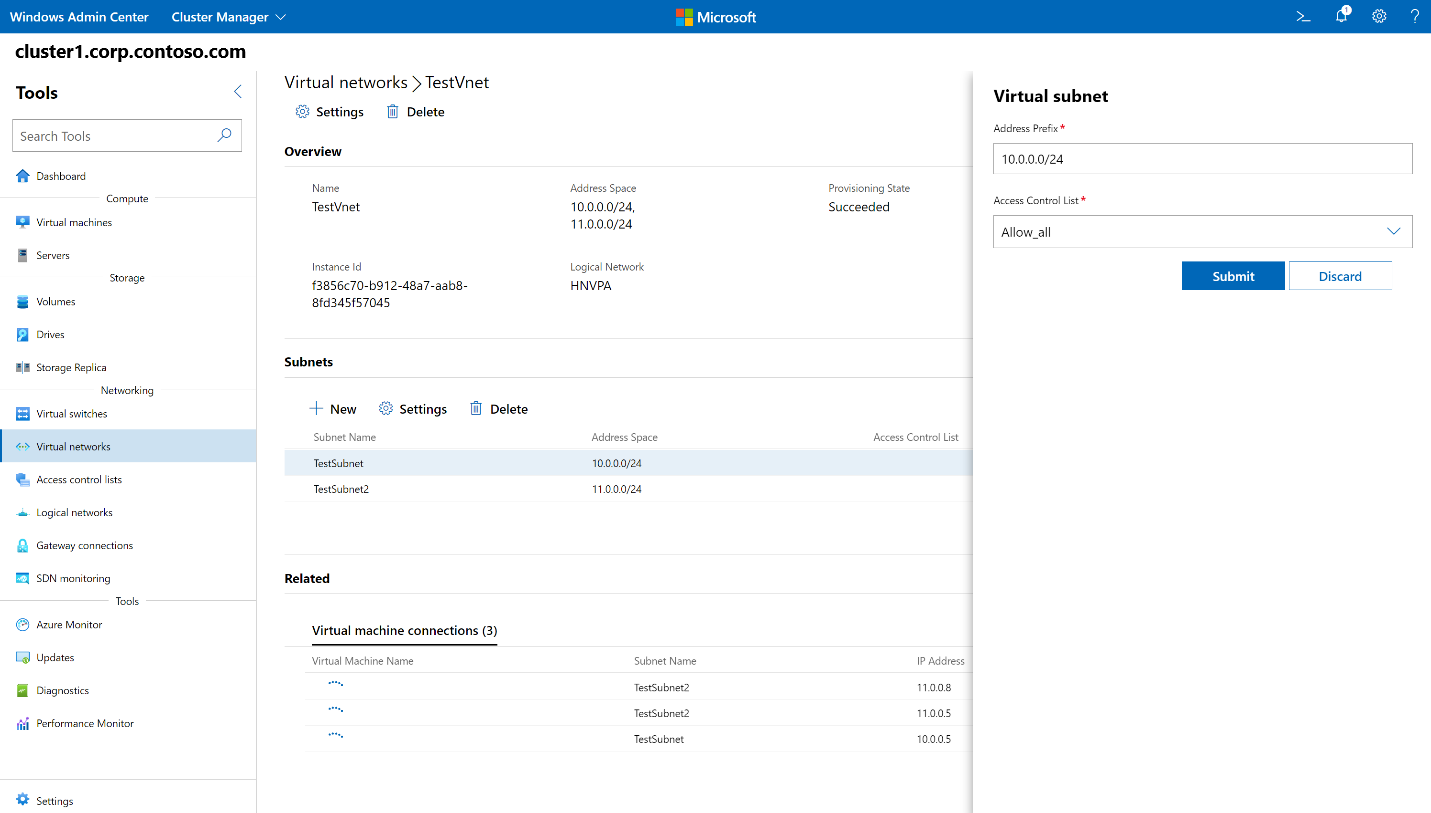 Windows Admin Center Cluster Manager Microsoft >_ 1 ?
cluster1.corp.contoso.com
Tools
Search Tools
Dashboard
Compute
Virtual machines
Servers
Storage
Volumes
Drives
Storage Replica
Networking
Virtual switches
Virtual networks
Access control lists
Logical networks
Gateway connections
SDN monitoring
Tools
Azure Monitor
Updates
Diagnostics
Performance Monitor
Settings
Virtual networks > TestVnet
Settings Delete
Overview
Name Address Space Provisioning State
TestVnet 10.0.0.0/24, Succeeded
11.0.0.0/24
Instance Id Logical Network
f3856c70-b912-48a7-aab8- HNVPA
8fd345f57045
Subnets
New Settings Delete
Subnet Name Address Space Access Control List
TestSubnet 10.0.0.0/24
TestSubnet2 11.0.0.0/24
Related
Virtual machine connections (3)
Virtual Machine Name Subnet Name IP Address
TestSubnet2 11.0.0.8
TestSubnet2 11.0.0.5
TestSubnet 10.0.0.5
Virtual subnet
Address Prefix*
10.0.0.0/24
Access Control List*
Allow_all
Submit Discard